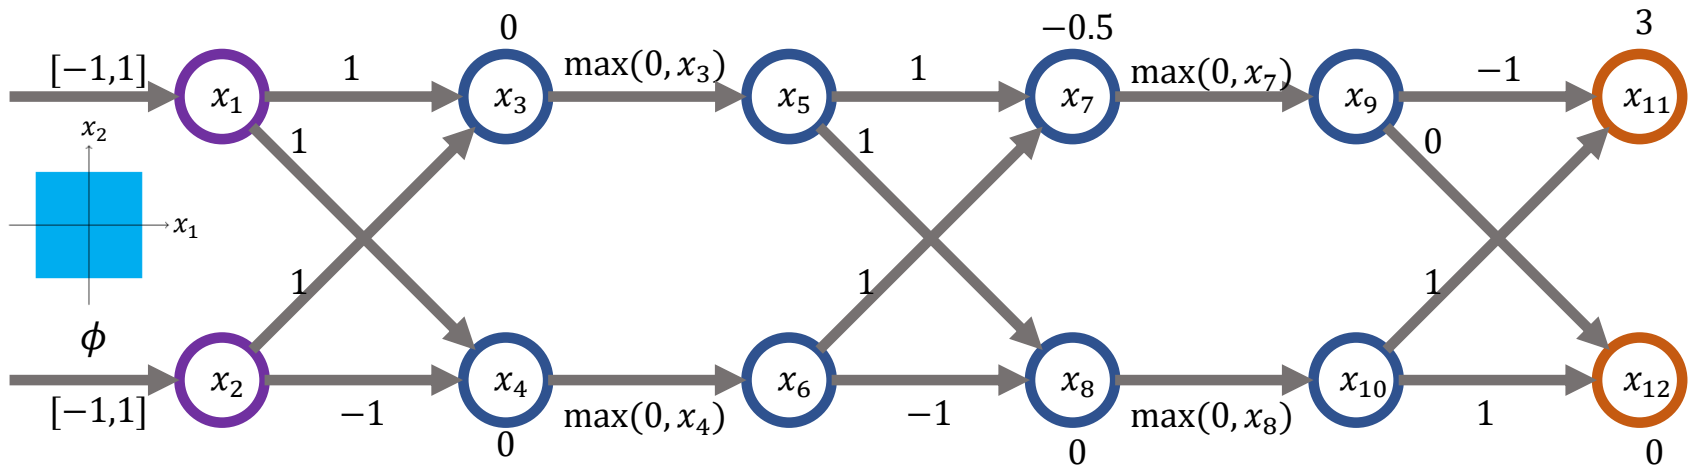 0
−0.5
3
[−1,1]
1
max(0, x₃)
1
max(0, x₇)
−1
x₁
x₃
x₅
x₇
x₉
x₁₁
x₂
1
1
0
x₁
ϕ
1
1
1
x₂
x₄
x₆
x₈
x₁₀
x₁₂
[−1,1]
−1
max(0, x₄)
−1
max(0, x₈)
1
0
0
0